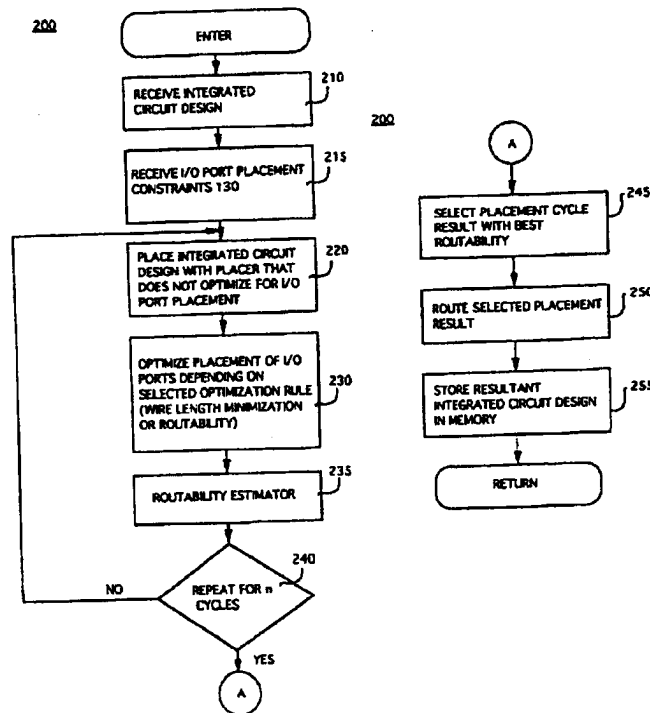 200
ENTER
210
RECEIVE INTEGRATED
CIRCUIT DESIGN
215
RECEIVE I/O PORT PLACEMENT
CONSTRAINTS 130
220
PLACE INTEGRATED CIRCUIT
DESIGN WITH PLACER THAT
DOES NOT OPTIMIZE FOR I/O
PORT PLACEMENT
230
OPTIMIZE PLACEMENT OF I/O
PORTS DEPENDING ON
SELECTED OPTIMIZATION RULE
(WIRE LENGTH MINIMIZATION
OR ROUTABILITY)
235
ROUTABILITY ESTIMATOR
240
REPEAT FOR n
CYCLES
NO
YES
A
200
A
245
SELECT PLACEMENT CYCLE
RESULT WITH BEST
ROUTABILITY
250
ROUTE SELECTED PLACEMENT
RESULT
255
STORE RESULTANT
INTEGRATED CIRCUIT DESIGN
IN MEMORY
RETURN